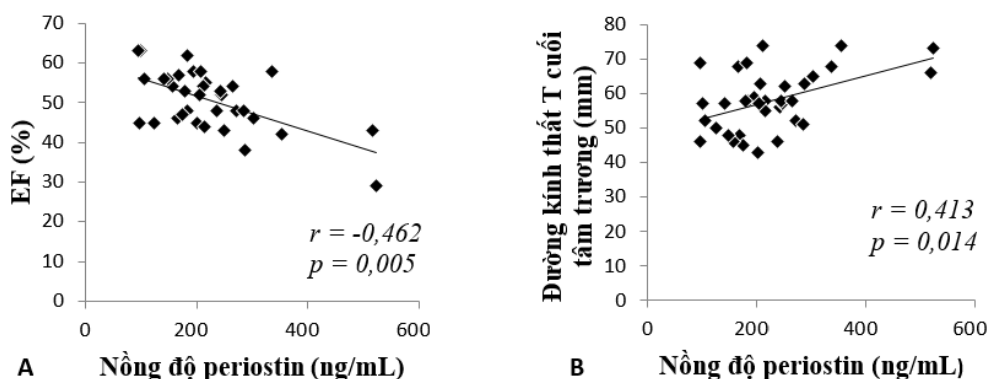 70
60
50
40
30
20
10
0
EF (%)
r = -0,462
p = 0,005
0 200 400 600
A Nồng độ periostin (ng/mL)
80
70
60
50
40
30
20
10
0
Đường kính thất T cuối
tâm trương (mm)
r = 0,413
p = 0,014
0 200 400 600
B Nồng độ periostin (ng/mL)